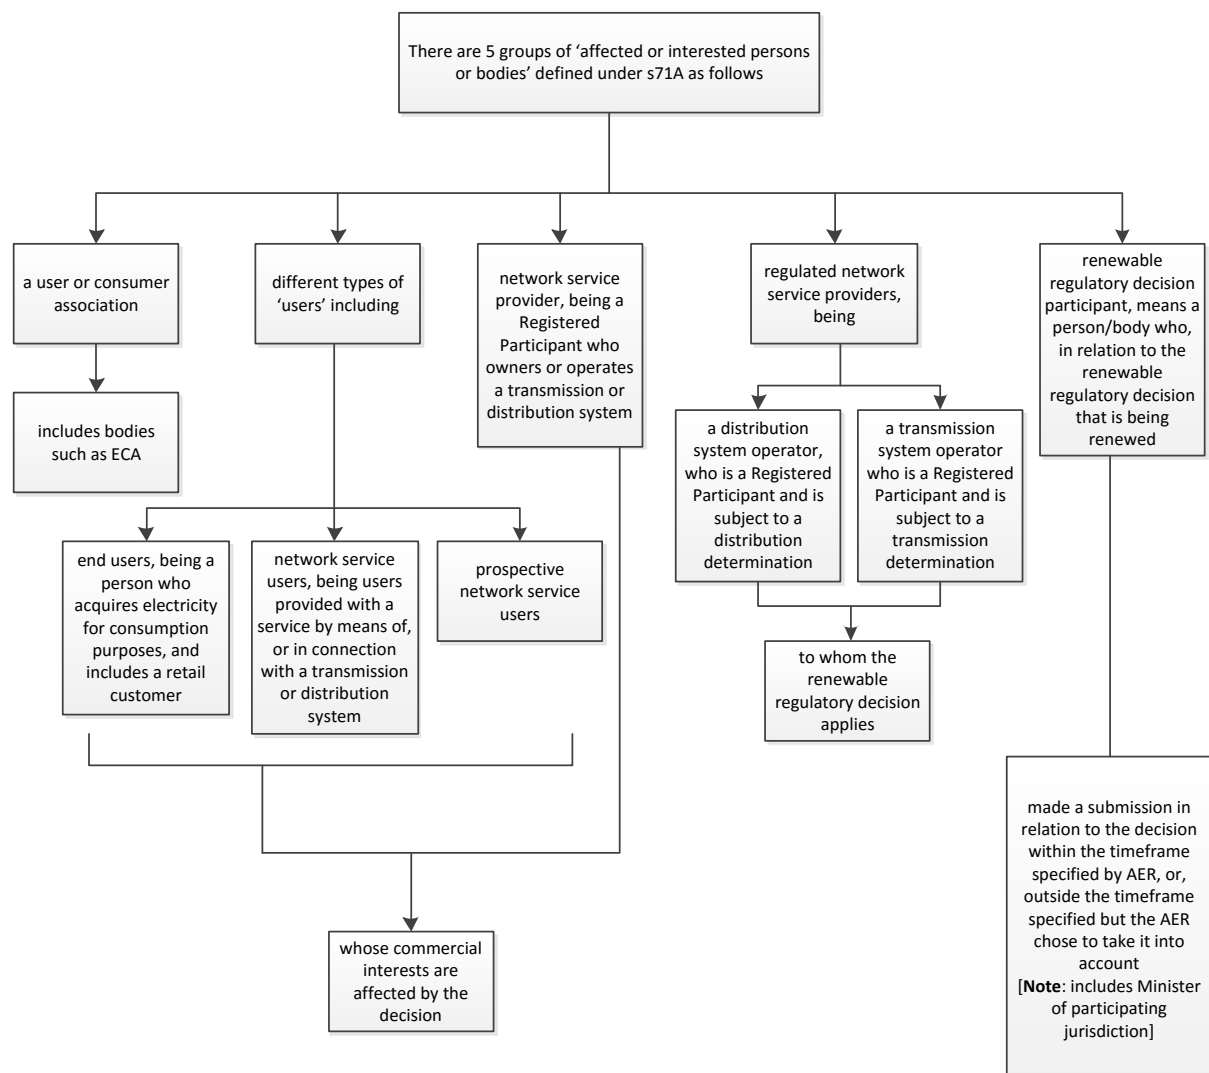 There are 5 groups of ‘affected or interested persons
or bodies’ defined under s71A as follows
a user or consumer
association
includes bodies
such as ECA
different types of
‘users’ including
end users, being a
person who
acquires electricity
for consumption
purposes, and
includes a retail
customer
network service
users, being users
provided with a
service by means of,
or in connection
with a transmission
or distribution
system
prospective
network service
users
network service
provider, being a
Registered
Participant who
owners or operates
a transmission or
distribution system
whose commercial
interests are
affected by the
decision
regulated network
service providers,
being
a distribution
system operator,
who is a Registered
Participant and is
subject to a
distribution
determination
a transmission
system operator
who is a Registered
Participant and is
subject to a
transmission
determination
to whom the
renewable
regulatory decision
applies
renewable
regulatory decision
participant, means a
person/body who,
in relation to the
renewable
regulatory decision
that is being
renewed
made a submission in
relation to the decision
within the timeframe
specified by AER, or,
outside the timeframe
specified but the AER
chose to take it into
account
[Note: includes Minister
of participating
jurisdiction]